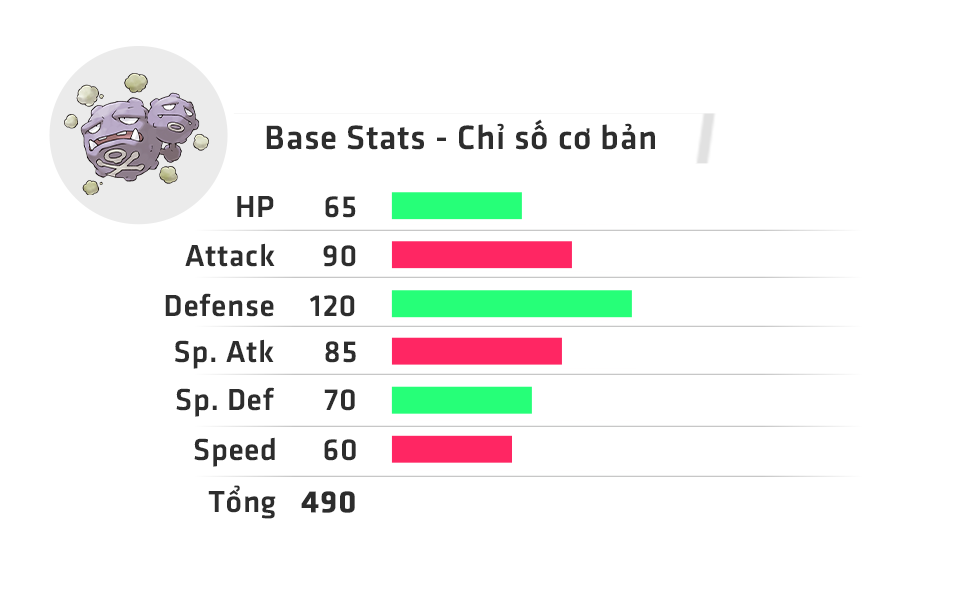 Base Stats - Chỉ số cơ bản
HP 65
Attack 90
Defense 120
Sp. Atk 85
Sp. Def 70
Speed 60
Tổng 490